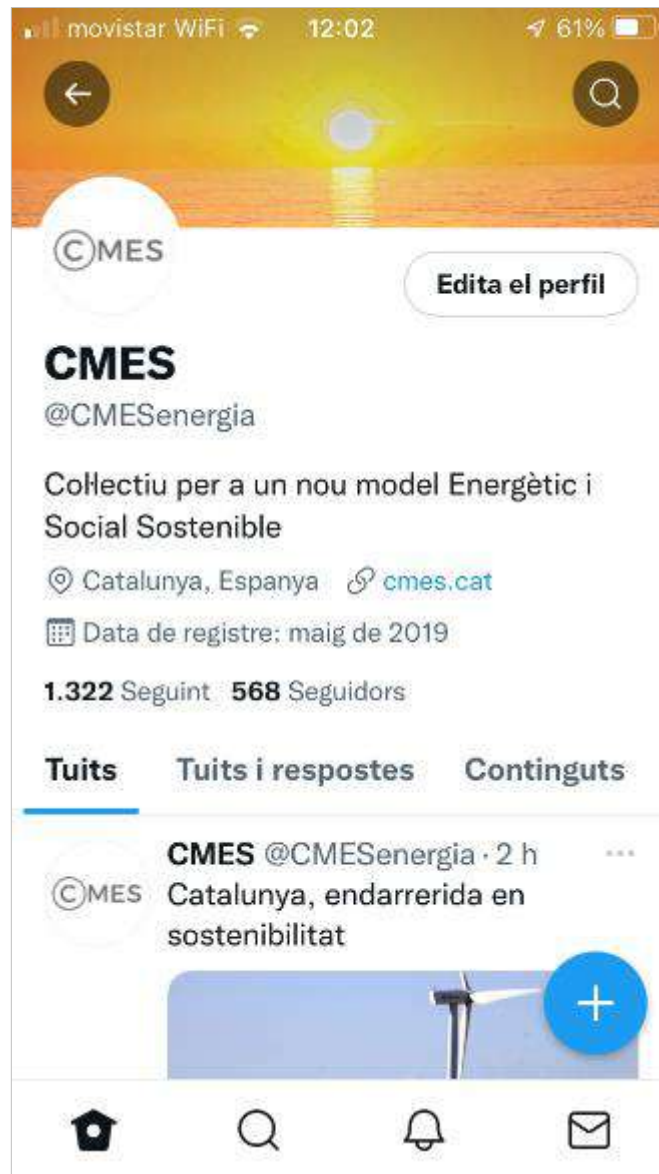 movistar WiFi 12:02 61%
©MES
Edita el perfil
CMES
@CMESenergia
Col·lectiu per a un nou model Energètic i
Social Sostenible
Catalunya, Espanya cmes.cat
Data de registre: maig de 2019
1.322 Seguint 568 Seguidors
Tuits Tuits i respostes Continguts
CMES @CMESenergia · 2 h
©MES
Catalunya, endarrerida en
sostenibilitat